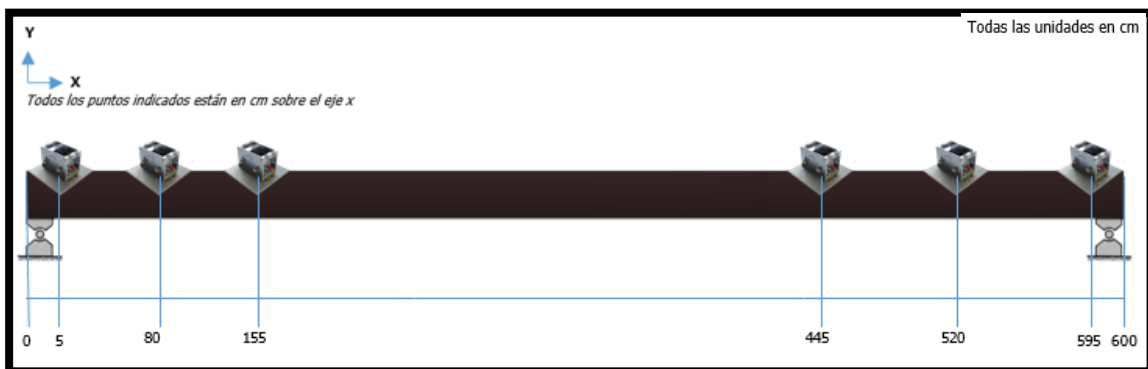 Todas las unidades en cm
Y
X
Todos los puntos indicados están en cm sobre el eje x
0 5 80 155 445 520 595 600